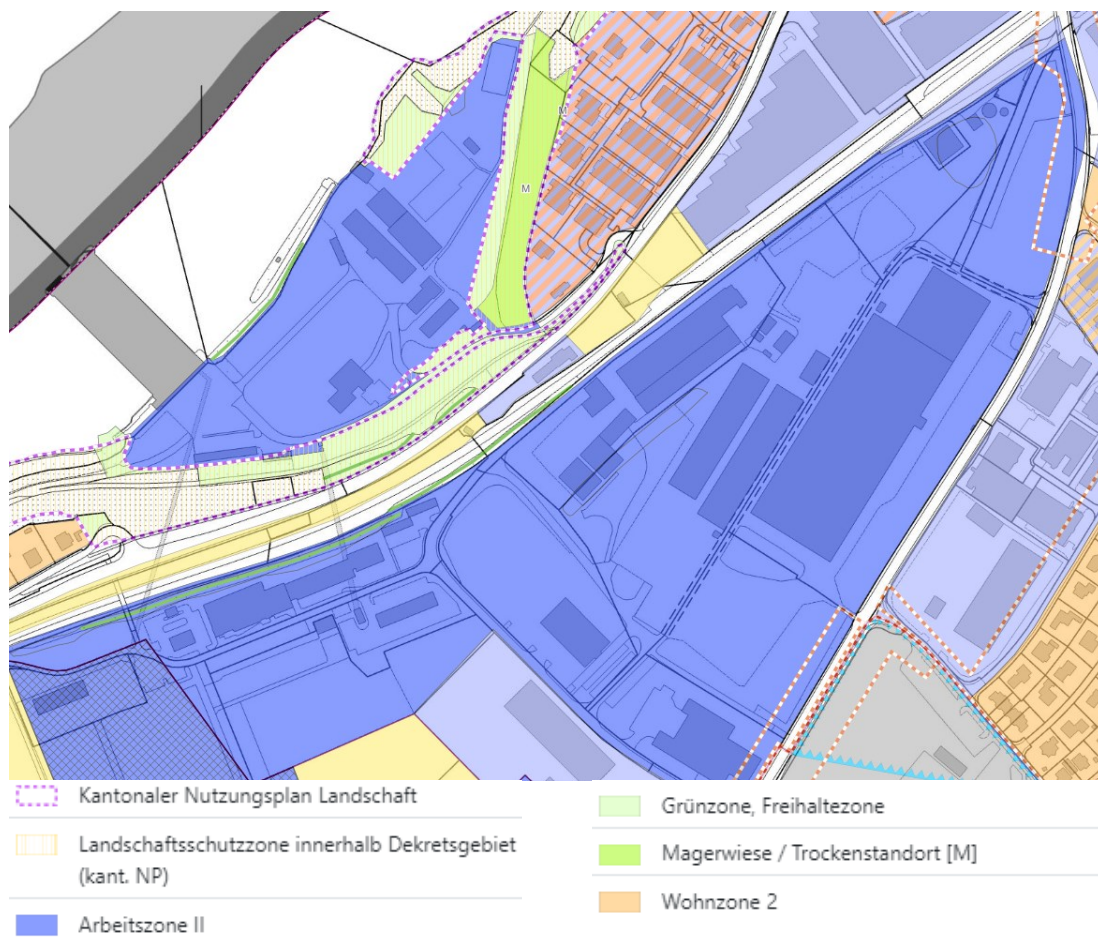 M
M
Kantonaler Nutzungsplan Landschaft
Landschaftsschutzzone innerhalb Dekretsgebiet
(kant. NP)
Arbeitszone II
Grünzone, Freihaltezone
Magerwiese / Trockenstandort [M]
Wohnzone 2